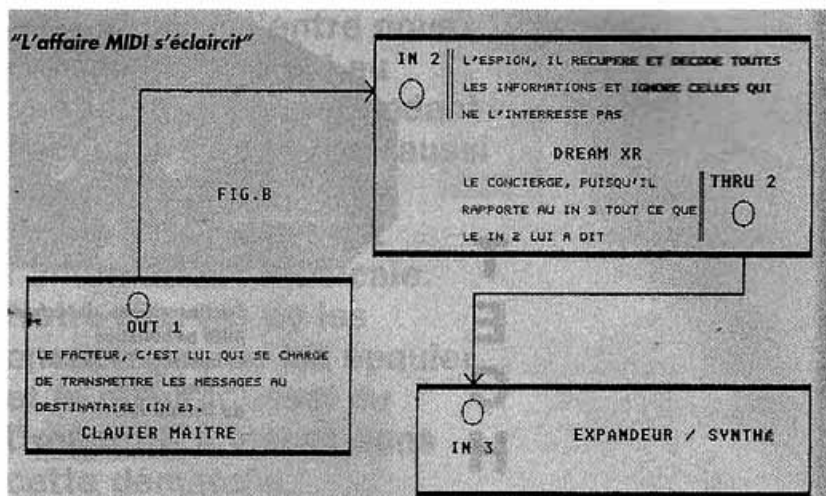 "L'affaire MIDI s'éclaircit"
IN 2
L'ESPION, IL RECUPERE ET DECODE TOUTES
LES INFORMATIONS ET IGNORE CELLES QUI
NE L'INTERRESSE PAS
DREAM XR
LE CONCIERGE, PUISQU'IL
RAPPORTE AU IN 3 TOUT CE QUE
LE IN 2 LUI A DIT
THRU 2
FIG.B
OUT 1
LE FACTEUR, C'EST LUI QUI SE CHARGE
DE TRANSMETTRE LES MESSAGES AU
DESTINATAIRE (IN 2).
CLAVIER MAITRE
IN 3
EXPANDEUR / SYNTHé